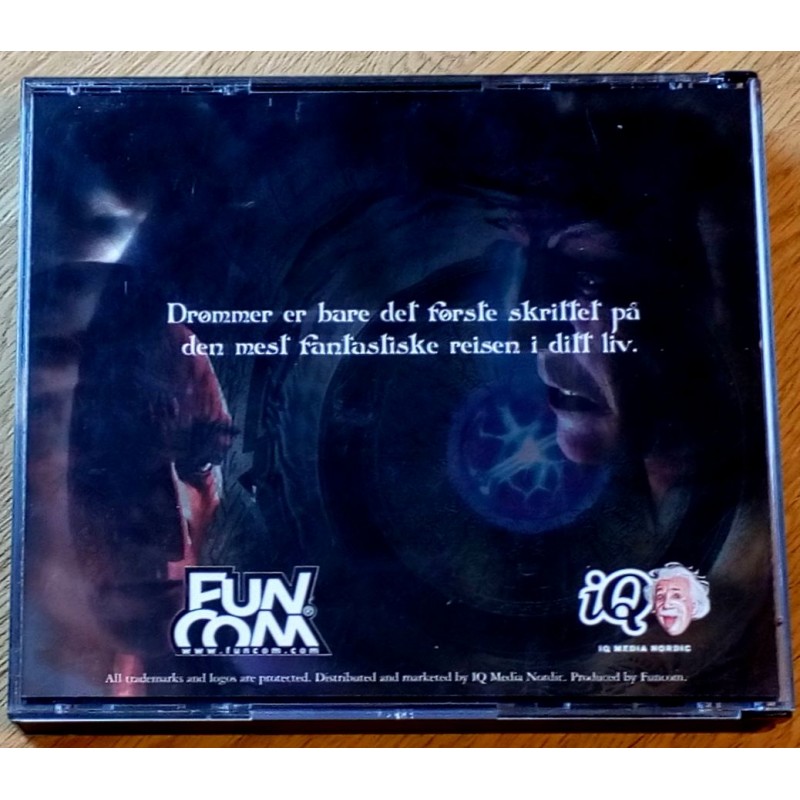 Drømmer er bare det første skrittet på
den mest fantastiske reisen i ditt liv.
FUNCOM®
www.funcom.com
iQ
IQ MEDIA NORDIC
All trademarks and logos are protected. Distributed and marketed by IQ Media Nordic. Produced by Funcom.